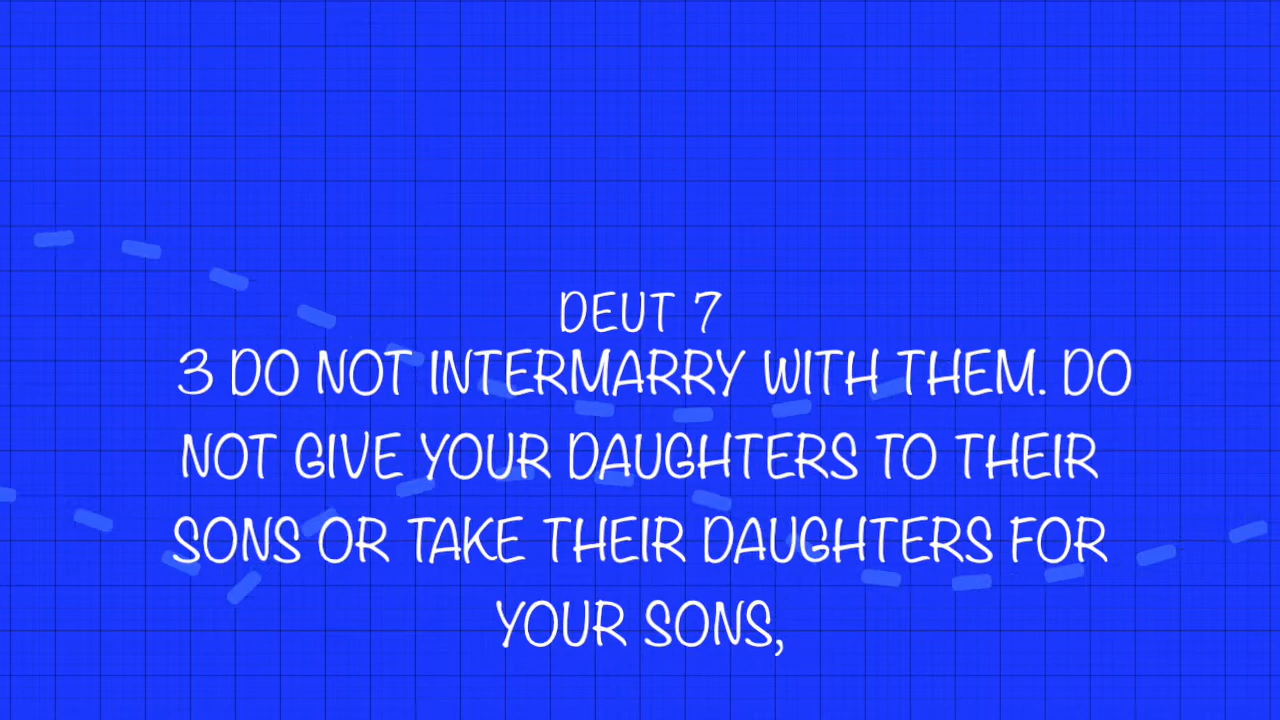 DEUT 7
3 DO NOT INTERMARRY WITH THEM. DO
NOT GIVE YOUR DAUGHTERS TO THEIR
SONS OR TAKE THEIR DAUGHTERS FOR
YOUR SONS,